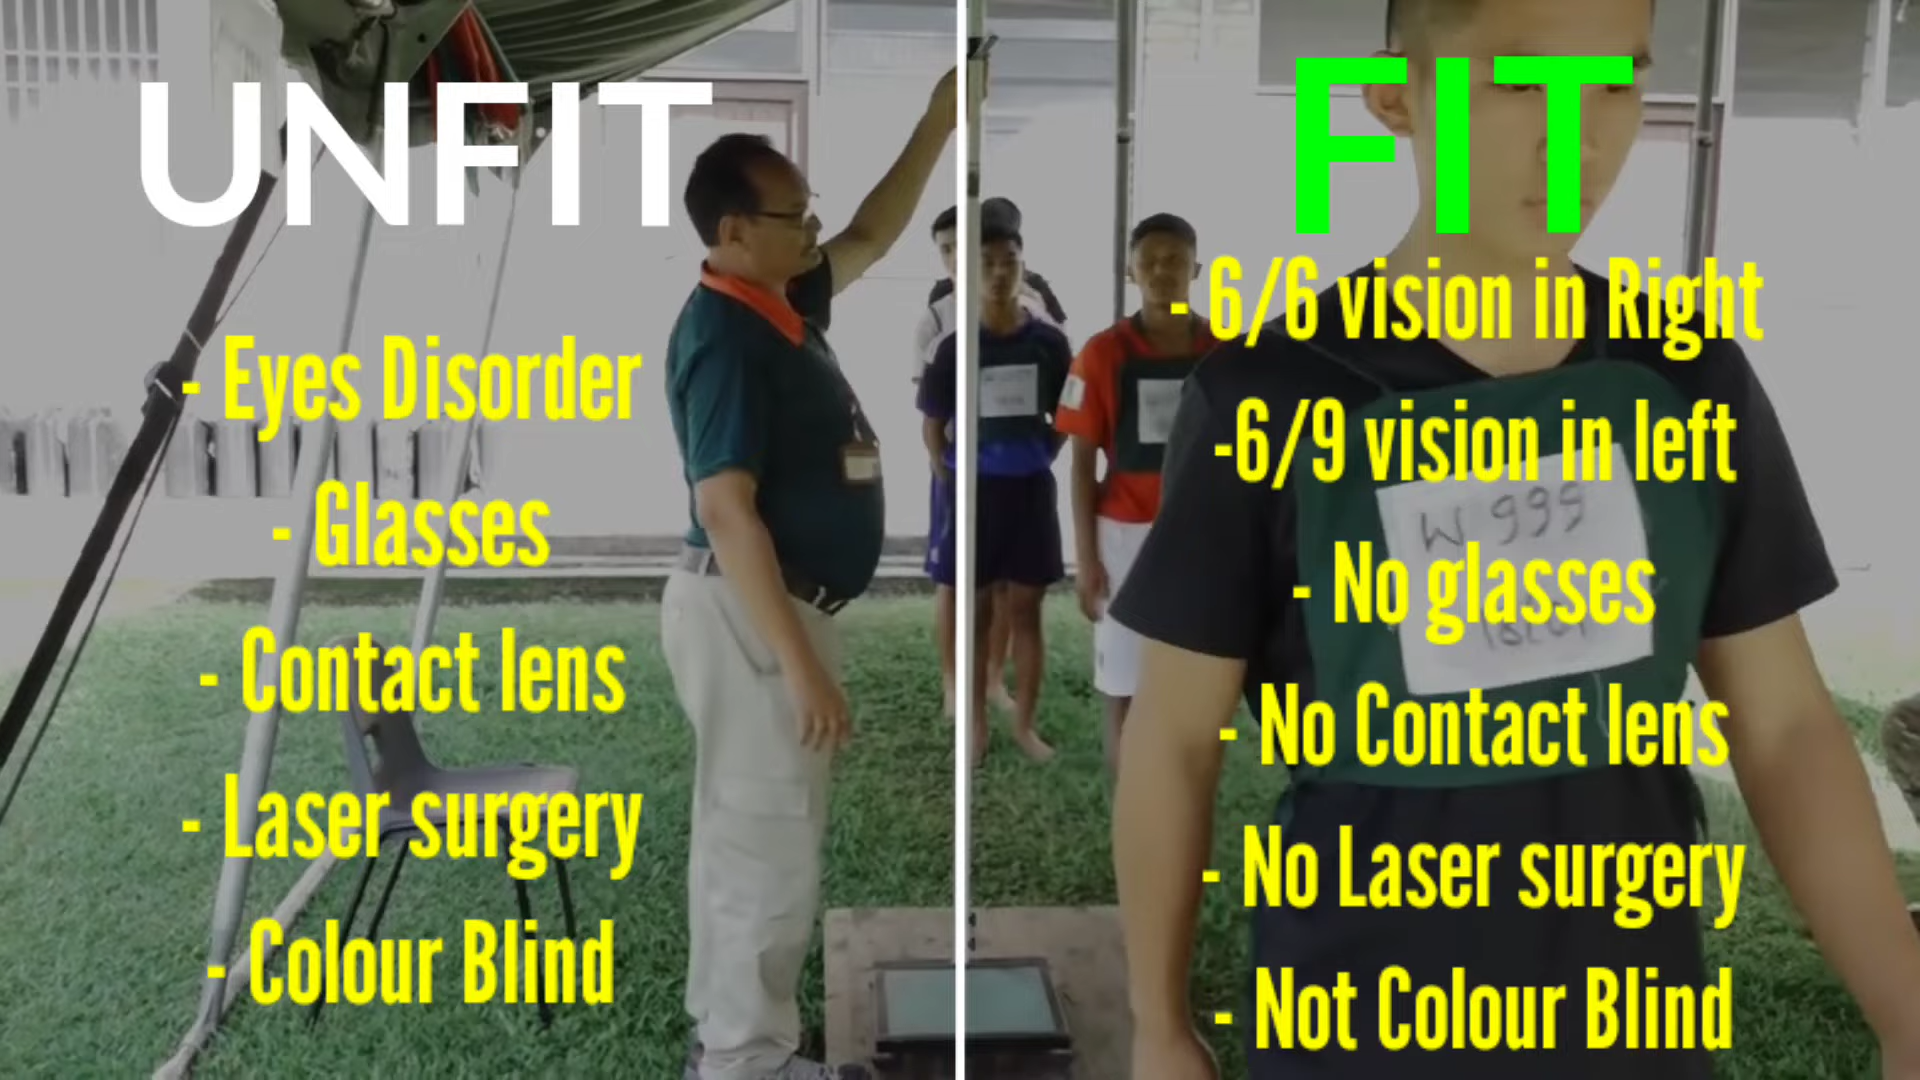 UNFIT
- Eyes Disorder
- Glasses
- Contact lens
- Laser surgery
- Colour Blind
FIT
- 6/6 vision in Right
-6/9 vision in left
- No glasses
- No Contact lens
- No Laser surgery
- Not Colour Blind
W 999